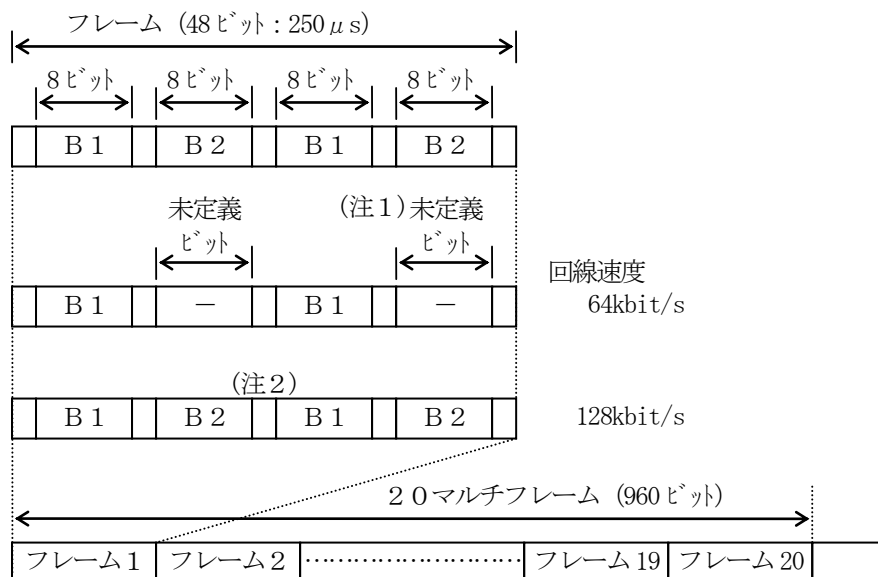 フレーム (48ﾋﾞｯﾄ:250μs)
8ﾋﾞｯﾄ 8ﾋﾞｯﾄ 8ﾋﾞｯﾄ 8ﾋﾞｯﾄ
B1 B2 B1 B2
未定義 (注1)未定義
ﾋﾞｯﾄ ﾋﾞｯﾄ
回線速度
B1 － B1 － 64kbit/s
(注2)
B1 B2 B1 B2 128kbit/s
20マルチフレーム (960ﾋﾞｯﾄ)
フレーム1 フレーム2 ……………………… フレーム19 フレーム20